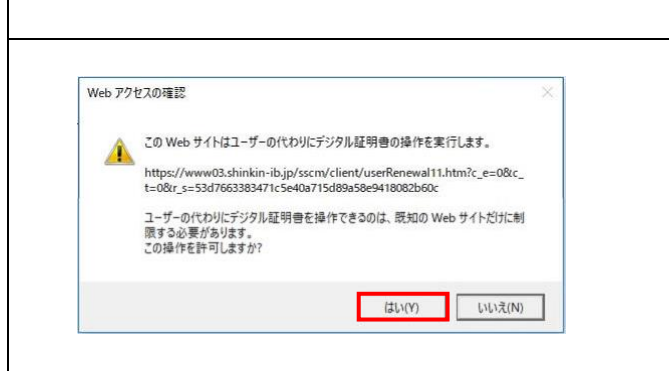 Web アクセスの確認
この Web サイトはユーザーの代わりにデジタル証明書の操作を実行します。
https://www03.shinkin-ib.jp/sscm/client/userRenewal11.htm?c_e=0&c_
t=0&r_s=53d7663383471c5e40a715d89a58e9418082b60c
ユーザーの代わりにデジタル証明書を操作できるのは、既知の Web サイトだけに制
限する必要があります。
この操作を許可しますか?
はい(Y) いいえ(N)